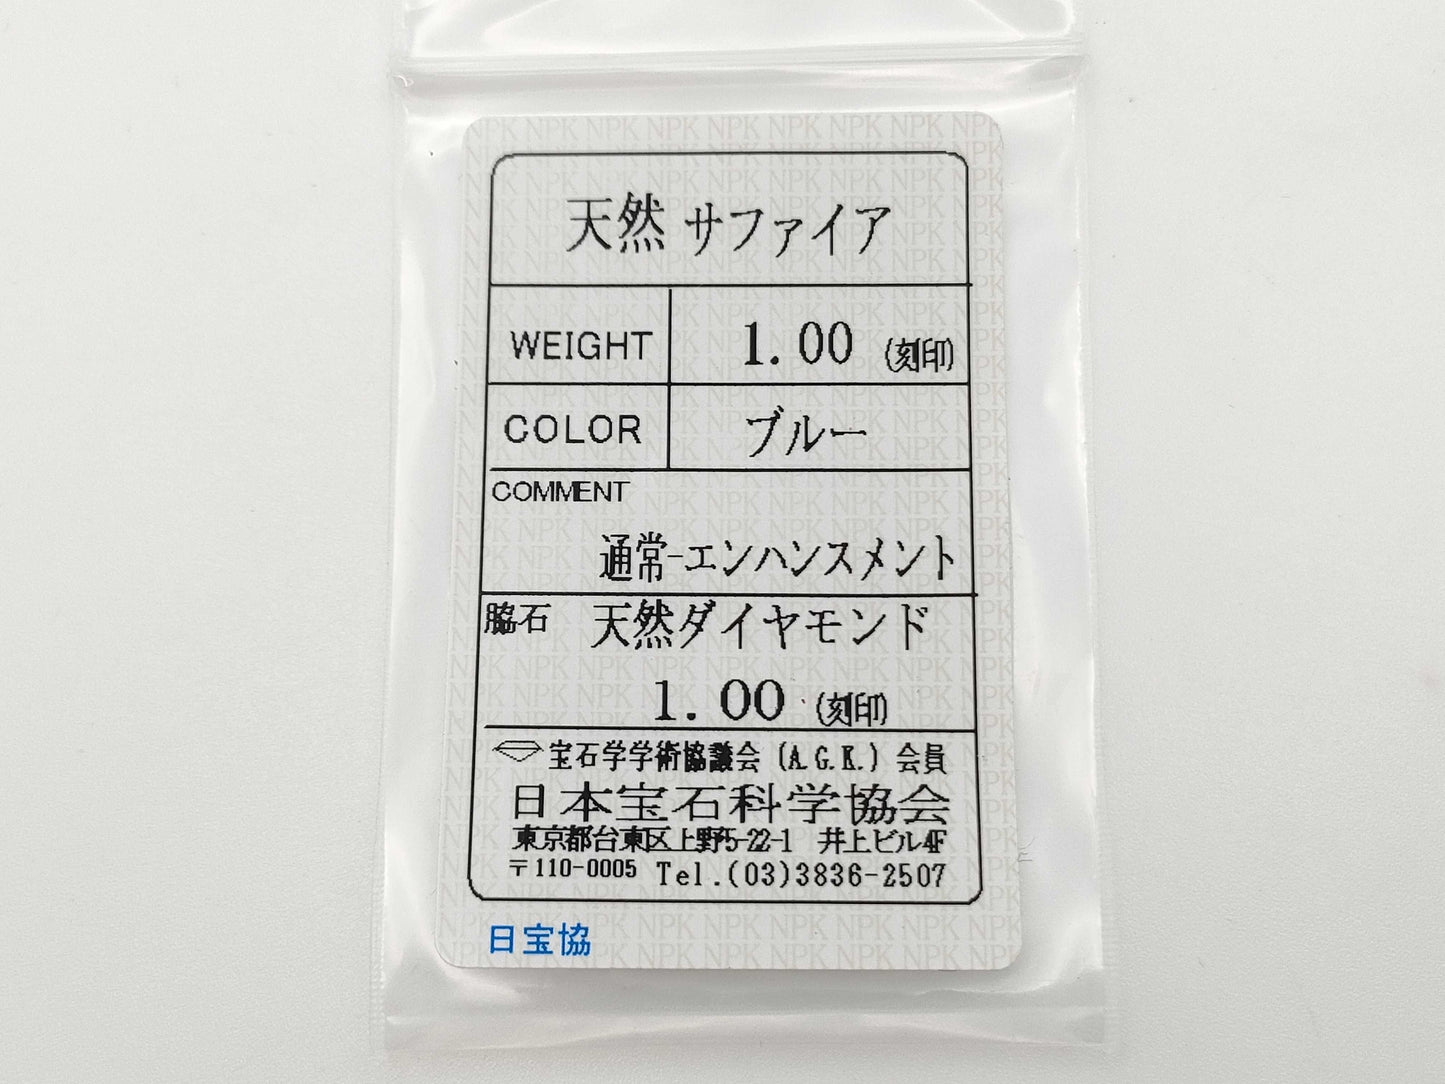 天然 サファイア
WEIGHT 1.00 (刻印)
COLOR ブルー
COMMENT
通常-エンハンスメント
脇石 天然ダイヤモンド
1.00 (刻印)
宝石学学術協議会 (A.G.K.) 会員
日本宝石科学協会
東京都台東区上野5-22-1 井上ビル4F
〒110-0005 Tel.(03)3836-2507
日宝協